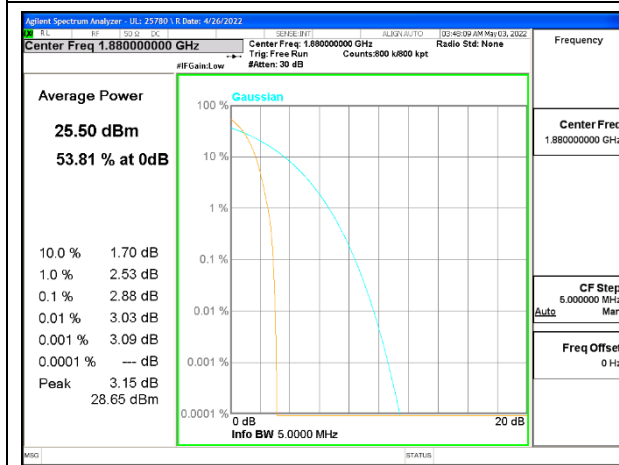 Agilent Spectrum Analyzer - UL: 25780 \ R Date: 4/26/2022
RL RF 50 Ω DC SENSE:INT ALIGN AUTO 03:48:09 AM May 03, 2022
Center Freq 1.880000000 GHz
Center Freq: 1.880000000 GHz Radio Std: None
Trig: Free Run Counts:800 k/800 kpt
#IFGain:Low #Atten: 30 dB
Frequency
Average Power
25.50 dBm
53.81 % at 0dB
10.0 % 1.70 dB
1.0 % 2.53 dB
0.1 % 2.88 dB
0.01 % 3.03 dB
0.001 % 3.09 dB
0.0001 % --- dB
Peak 3.15 dB
28.65 dBm
Gaussian
100 %
10 %
1 %
0.1 %
0.01 %
0.001 %
0.0001 %
0 dB 20 dB
Info BW 5.0000 MHz
Center Freq
1.880000000 GHz
CF Step
5.000000 MHz
Auto Man
Freq Offset
0 Hz
MSG STATUS